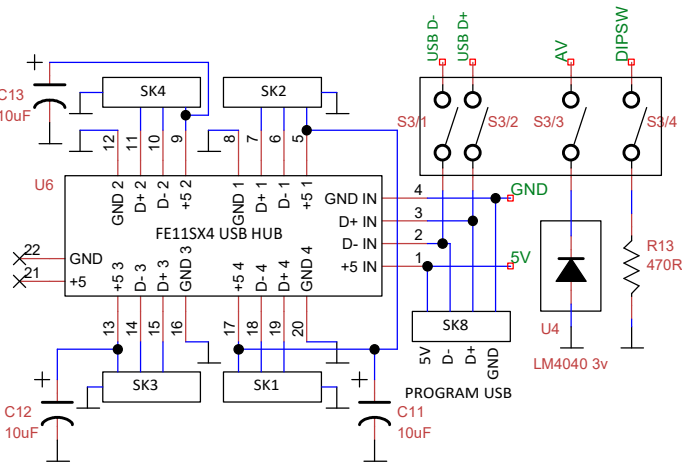 USB D-
USB D+
AV
DIPSW
+
C13
10uF
SK4
SK2
S3/1
S3/2
S3/3
S3/4
12
11
10
9
8
7
6
5
U6
GND 2
D+ 2
D- 2
+5 2
GND 1
D+ 1
D- 1
+5 1
GND IN
4
GND
D+ IN
3
FE11SX4 USB HUB
D- IN
2
+5 IN
1
5V
22
GND
21
+5
+5 3
D- 3
D+ 3
GND 3
+5 4
D- 4
D+ 4
GND 4
13
14
15
16
17
18
19
20
R13
470R
U4
LM4040 3v
SK8
5V
D-
D+
GND
PROGRAM USB
+
C12
10uF
SK3
SK1
+
C11
10uF